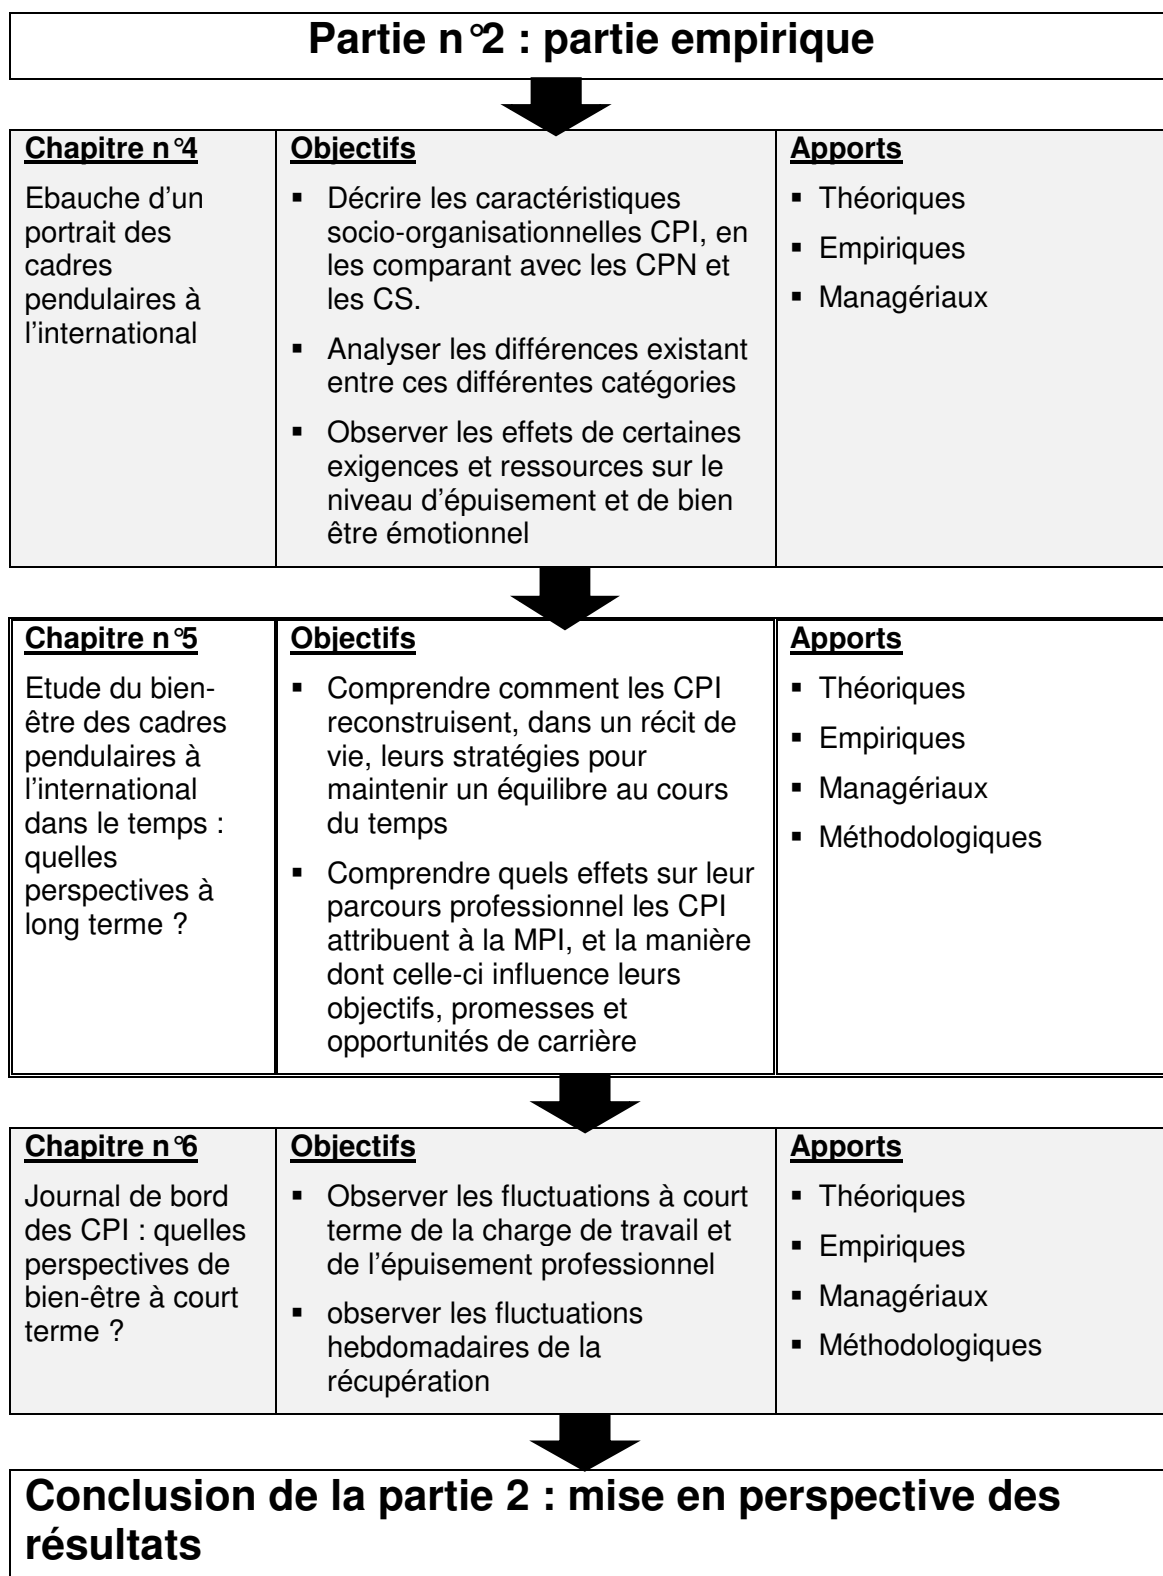 Partie n°2 : partie empirique
Chapitre n°4
Ebauche d’un
portrait des
cadres
pendulaires à
l’international
Objectifs
▪ Décrire les caractéristiques
socio-organisationnelles CPI, en
les comparant avec les CPN et
les CS.
▪ Analyser les différences existant
entre ces différentes catégories
▪ Observer les effets de certaines
exigences et ressources sur le
niveau d’épuisement et de bien
être émotionnel
Apports
▪ Théoriques
▪ Empiriques
▪ Managériaux
Chapitre n°5
Etude du bien-
être des cadres
pendulaires à
l’international
dans le temps :
quelles
perspectives à
long terme ?
Objectifs
▪ Comprendre comment les CPI
reconstruisent, dans un récit de
vie, leurs stratégies pour
maintenir un équilibre au cours
du temps
▪ Comprendre quels effets sur leur
parcours professionnel les CPI
attribuent à la MPI, et la manière
dont celle-ci influence leurs
objectifs, promesses et
opportunités de carrière
Apports
▪ Théoriques
▪ Empiriques
▪ Managériaux
▪ Méthodologiques
Chapitre n°6
Journal de bord
des CPI : quelles
perspectives de
bien-être à court
terme ?
Objectifs
▪ Observer les fluctuations à court
terme de la charge de travail et
de l’épuisement professionnel
▪ observer les fluctuations
hebdomadaires de la
récupération
Apports
▪ Théoriques
▪ Empiriques
▪ Managériaux
▪ Méthodologiques
Conclusion de la partie 2 : mise en perspective des
résultats